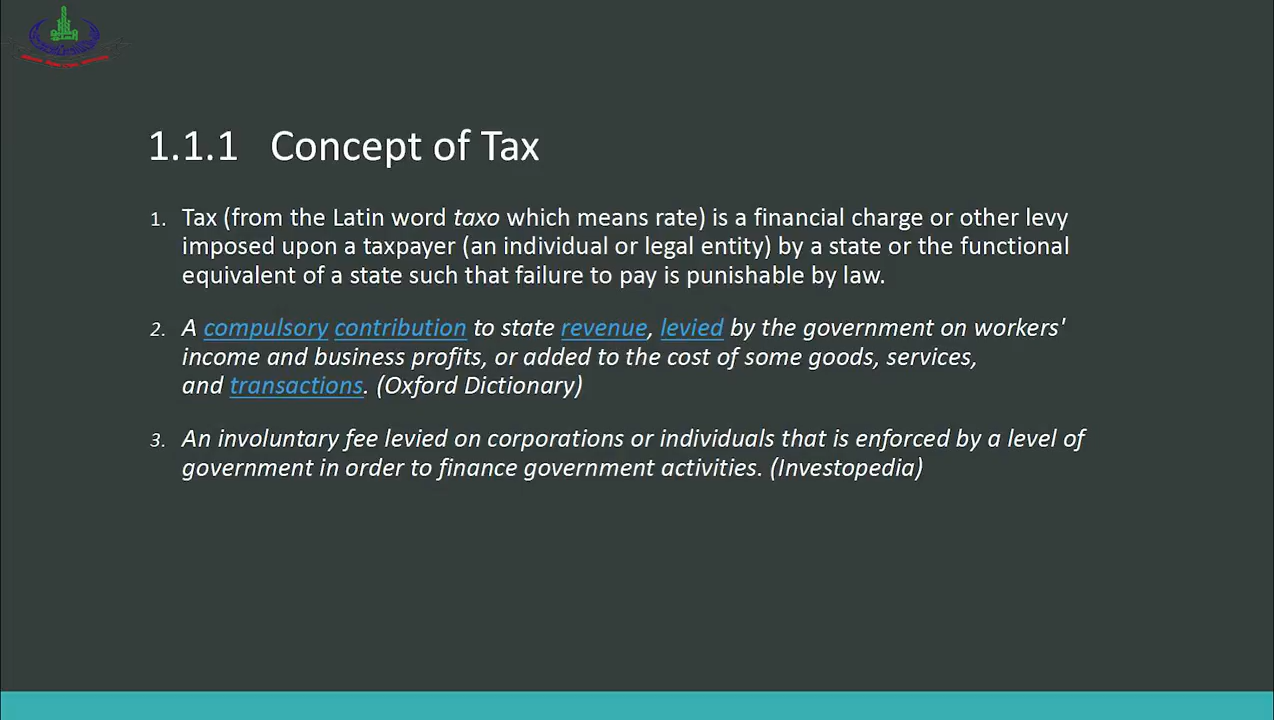 1.1.1 Concept of Tax
1. Tax (from the Latin word taxo which means rate) is a financial charge or other levy
imposed upon a taxpayer (an individual or legal entity) by a state or the functional
equivalent of a state such that failure to pay is punishable by law.
2. A compulsory contribution to state revenue, levied by the government on workers'
income and business profits, or added to the cost of some goods, services,
and transactions. (Oxford Dictionary)
3. An involuntary fee levied on corporations or individuals that is enforced by a level of
government in order to finance government activities. (Investopedia)